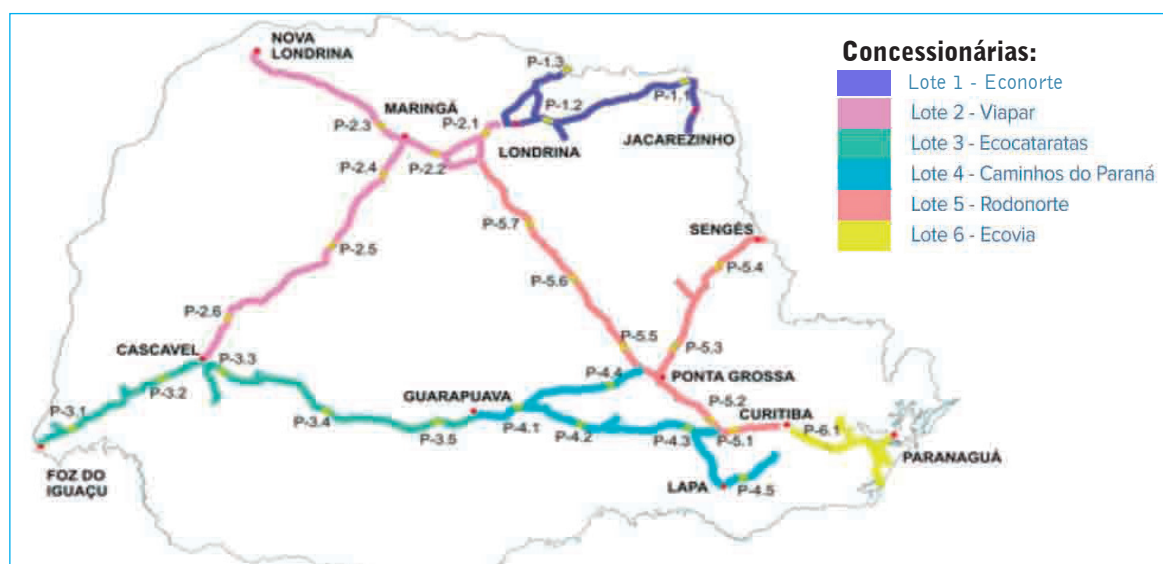 NOVA
LONDRINA
P-1.3
MARINGÁ
P-1.2
P-1.1
P-2.1
P-2.3
LONDRINA
JACAREZINHO
P-2.4
P-2.2
P-5.7
SENGÉS
P-2.5
P-5.4
P-5.6
P-2.6
P-5.5
P-5.3
CASCAVEL
P-3.3
P-4.4
PONTA GROSSA
P-3.2
GUARAPUAVA
P-5.2
CURITIBA
P-3.1
P-3.4
P-4.1
P-4.2
P-4.3
P-5.1
P-6.1
P-3.5
PARANAGUÁ
FOZ DO
IGUAÇU
LAPA
P-4.5
Concessionárias:
Lote 1 - Econorte
Lote 2 - Viapar
Lote 3 - Ecocataratas
Lote 4 - Caminhos do Paraná
Lote 5 - Rodonorte
Lote 6 - Ecovia